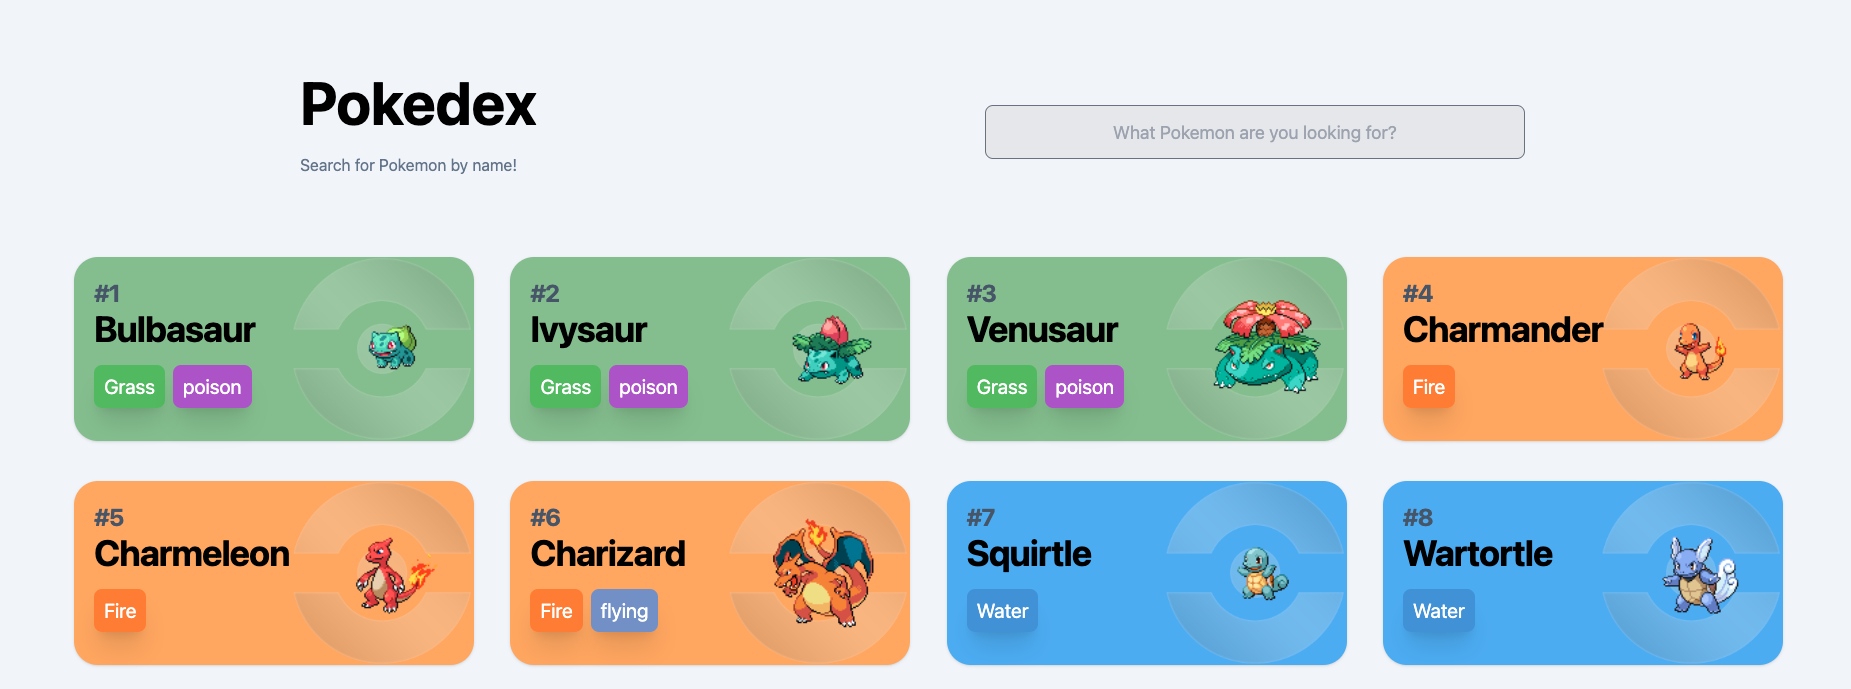 Pokedex
Search for Pokemon by name!
What Pokemon are you looking for?
#1
Bulbasaur
Grass poison
#2
Ivysaur
Grass poison
#3
Venusaur
Grass poison
#4
Charmander
Fire
#5
Charmeleon
Fire
#6
Charizard
Fire flying
#7
Squirtle
Water
#8
Wartortle
Water